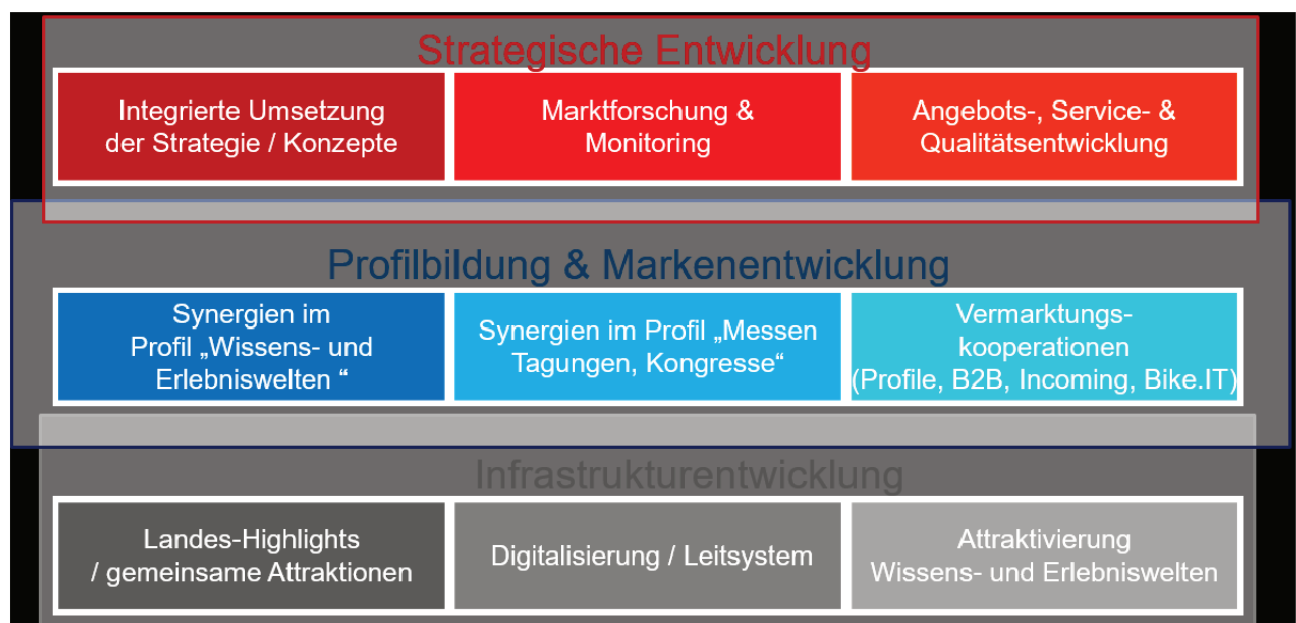 Strategische Entwicklung
Integrierte Umsetzung
der Strategie / Konzepte
Marktforschung &
Monitoring
Angebots-, Service- &
Qualitätsentwicklung
Profilbildung & Markenentwicklung
Synergien im
Profil „Wissens- und
Erlebniswelten “
Synergien im Profil „Messen
Tagungen, Kongresse“
Vermarktungs-
kooperationen
(Profile, B2B, Incoming, Bike.IT)
Infrastrukturentwicklung
Landes-Highlights
/ gemeinsame Attraktionen
Digitalisierung / Leitsystem
Attraktivierung
Wissens- und Erlebniswelten